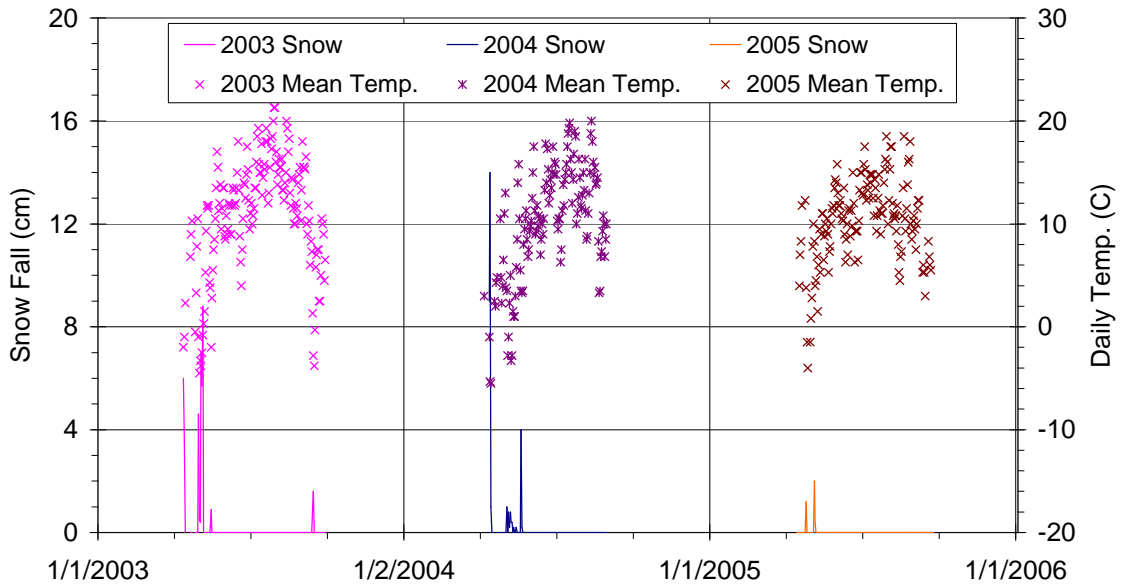 20
30
2003 Snow 2004 Snow 2005 Snow
2003 Mean Temp. 2004 Mean Temp. 2005 Mean Temp.
16
20
12
10
8
0
4
-10
0
-20
Snow Fall (cm)
Daily Temp. (C)
1/1/2003 1/2/2004 1/1/2005 1/1/2006